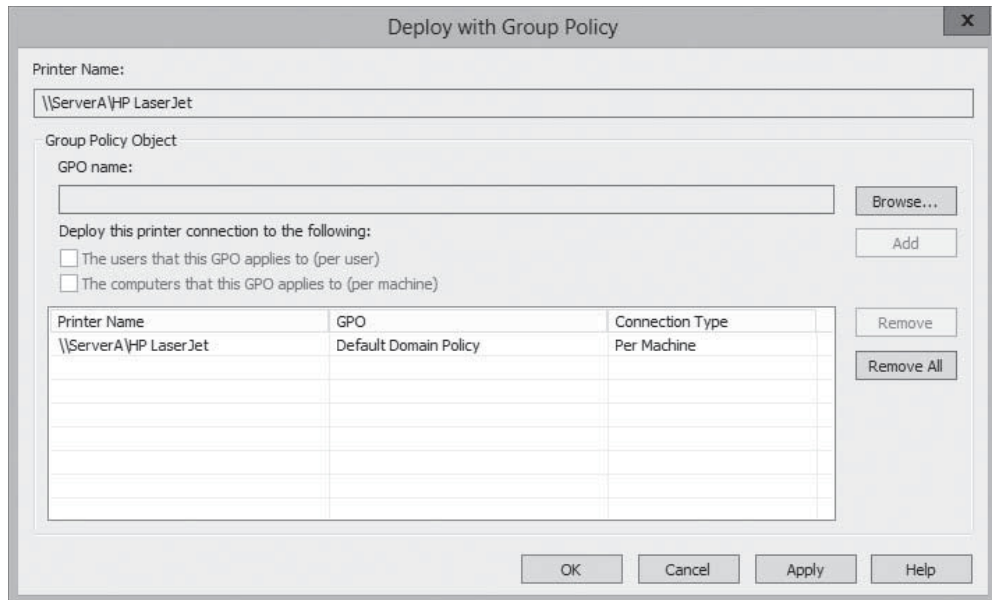 Deploy with Group Policy
x
Printer Name:
\\ServerA\HP LaserJet
Group Policy Object
GPO name:
Browse...
Deploy this printer connection to the following:
Add
The users that this GPO applies to (per user)
The computers that this GPO applies to (per machine)
Printer Name GPO Connection Type
Remove
\\ServerA\HP LaserJet Default Domain Policy Per Machine
Remove All
OK Cancel Apply Help